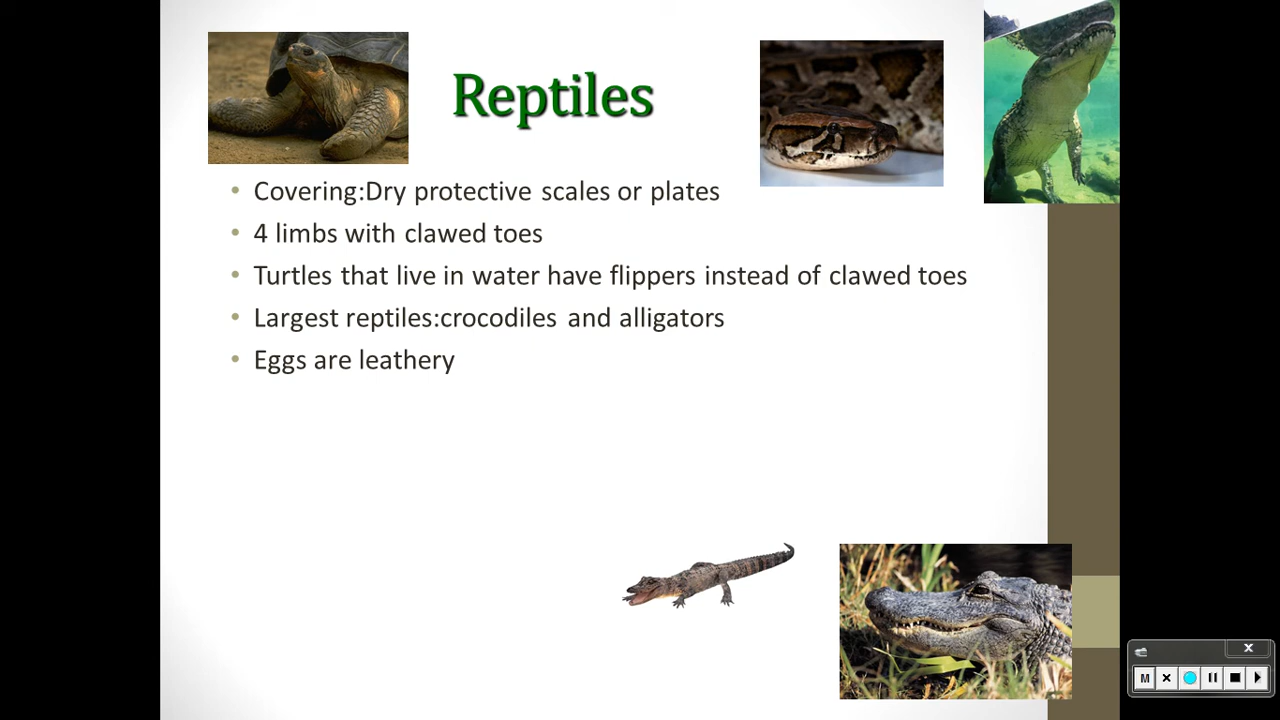 Reptiles
Covering:Dry protective scales or plates
4 limbs with clawed toes
Turtles that live in water have flippers instead of clawed toes
Largest reptiles:crocodiles and alligators
Eggs are leathery
M